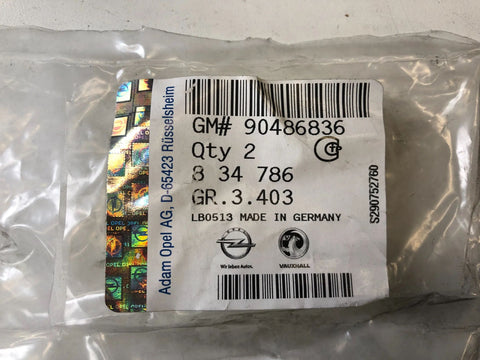 Adam Opel AG, D-65423 Rüsselsheim
GM# 90486836
Qty 2
8 34 786
GR.3.403
LB0513 MADE IN GERMANY
Wir leben Autos.
VAUXHALL
S290752760